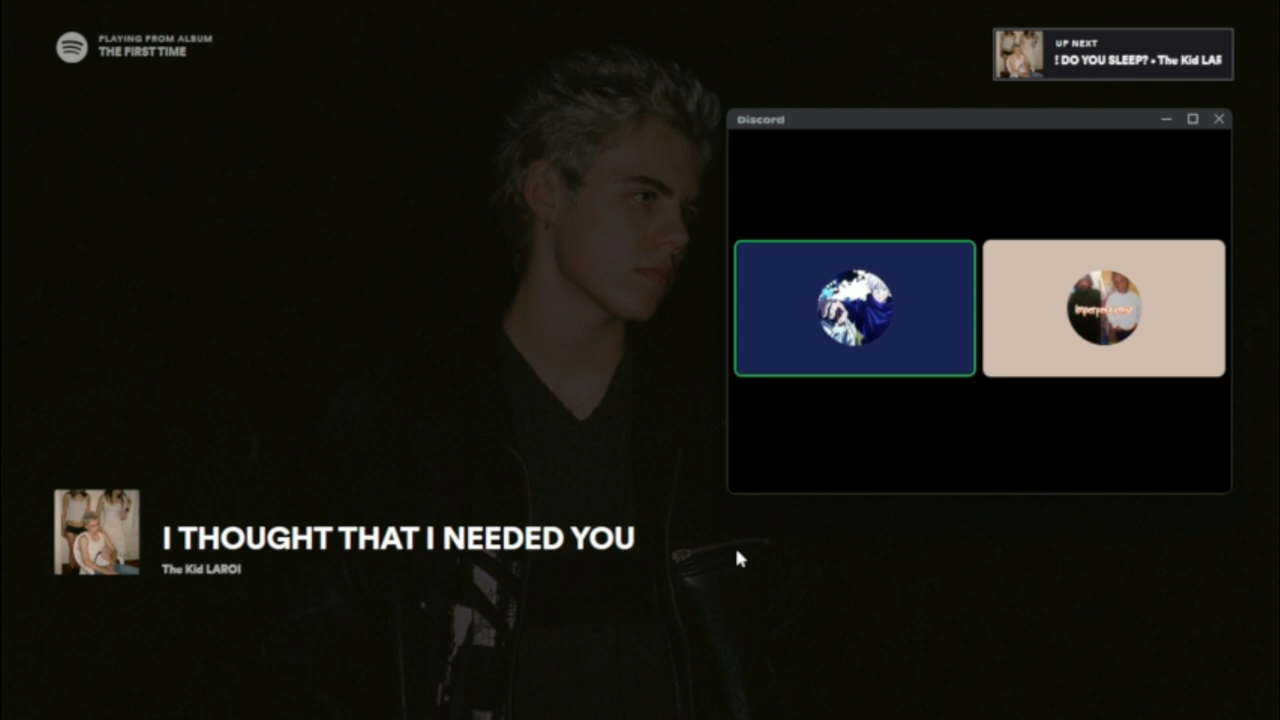 PLAYING FROM ALBUM
THE FIRST TIME
UP NEXT
! DO YOU SLEEP? • The Kid LAR
Discord
I THOUGHT THAT I NEEDED YOU
The Kid LAROI